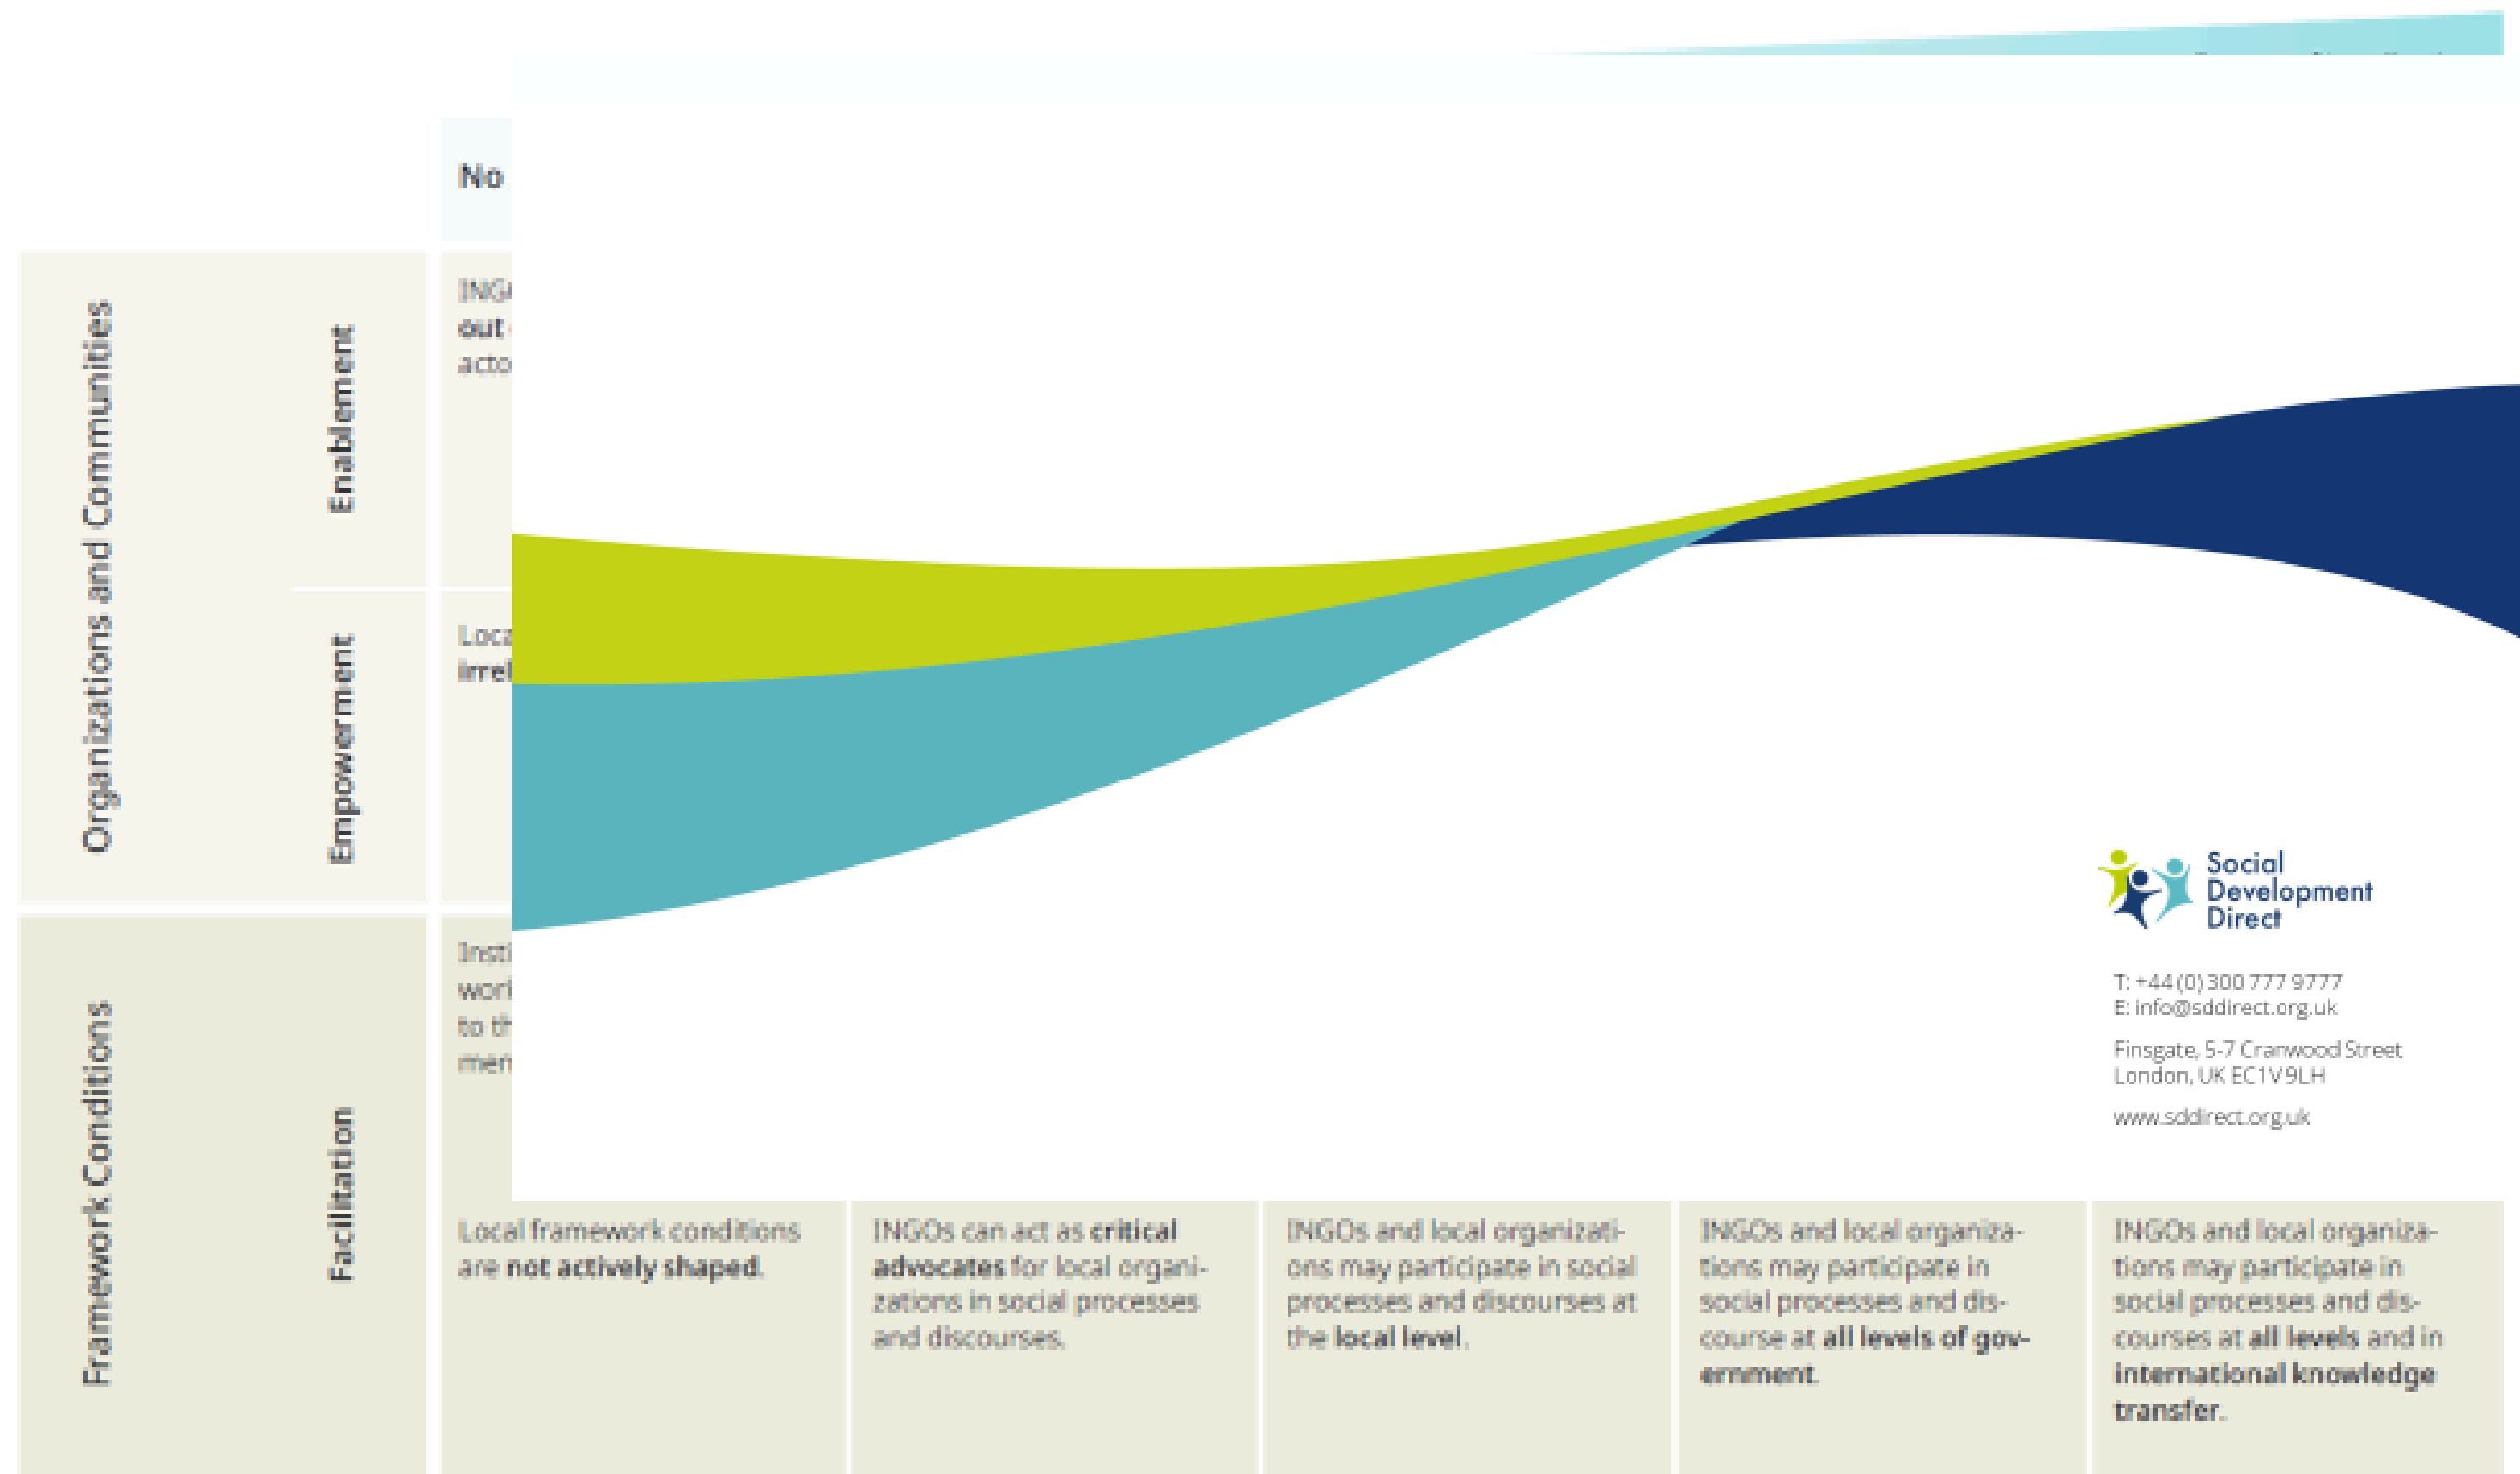 No
Organizations and Communities
Enablement
out
Empowerment
Framework Conditions
Facilitation
to
Social
Development
Direct
T: +44 (0) 300 777 9777
E: info@sddirect.org.uk
Finsgate, 5-7 Cranwood Street
London, UK EC1V 9LH
www.sddirect.org.uk
Local framework conditions
are not actively shaped.
INGOs can act as critical
advocates for local organi-
zations in social processes
and discourses.
INGOs and local organizati-
ons may participate in social
processes and discourses at
the local level.
INGOs and local organiza-
tions may participate in
social processes and dis-
course at all levels of gov-
ernment.
INGOs and local organiza-
tions may participate in
social processes and dis-
courses at all levels and in
international knowledge
transfer.